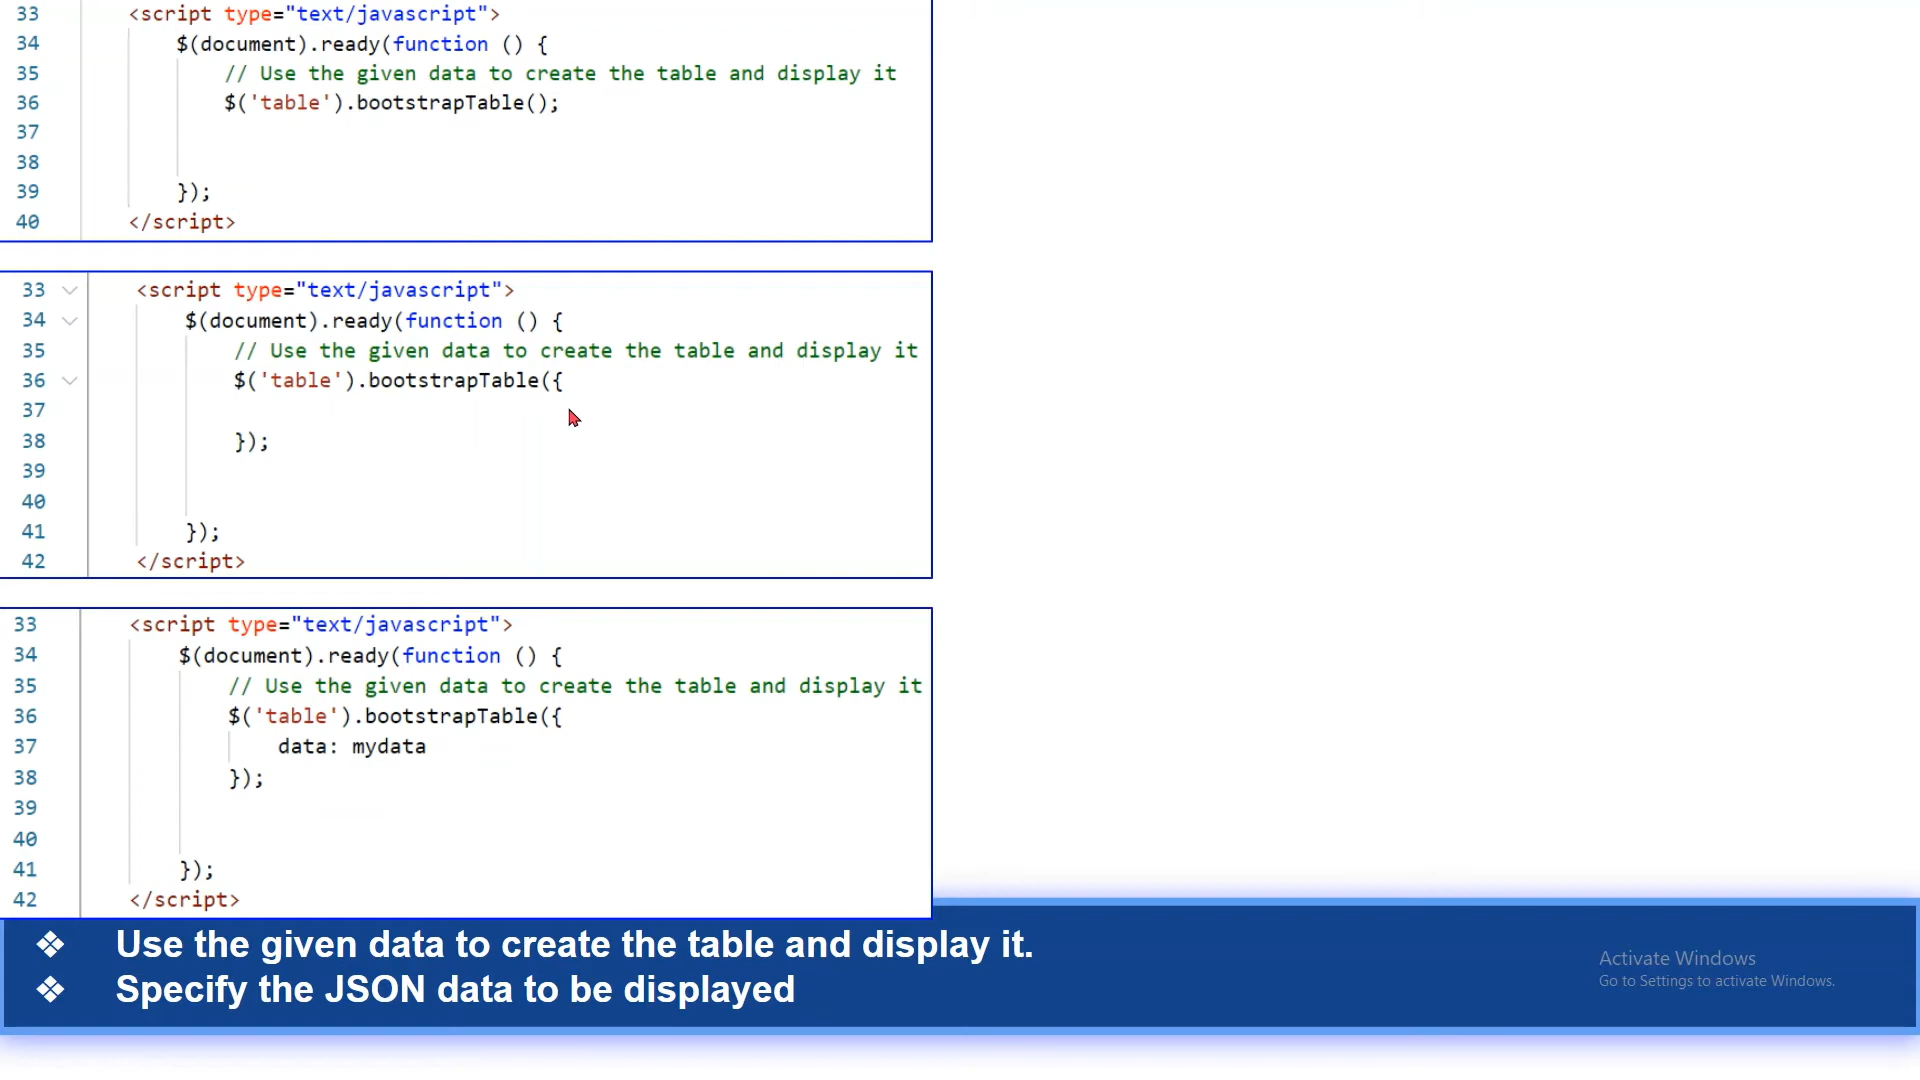 33 <script type="text/javascript">
34 $(document).ready(function () {
35 // Use the given data to create the table and display it
36 $('table').bootstrapTable();
37
38
39 });
40 </script>
33 <script type="text/javascript">
34 $(document).ready(function () {
35 // Use the given data to create the table and display it
36 $('table').bootstrapTable({
37
38 });
39
40
41 });
42 </script>
33 <script type="text/javascript">
34 $(document).ready(function () {
35 // Use the given data to create the table and display it
36 $('table').bootstrapTable({
37 data: mydata
38 });
39
40
41 });
42 </script>
❖ Use the given data to create the table and display it.
❖ Specify the JSON data to be displayed
Activate Windows
Go to Settings to activate Windows.